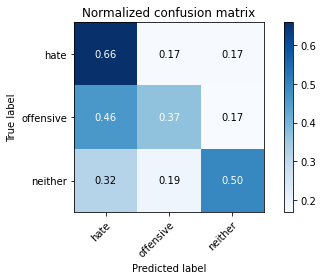 Normalized confusion matrix
True label
hate 0.66 0.17 0.17
offensive 0.46 0.37 0.17
neither 0.32 0.19 0.50
hate offensive neither
Predicted label
0.6
0.5
0.4
0.3
0.2